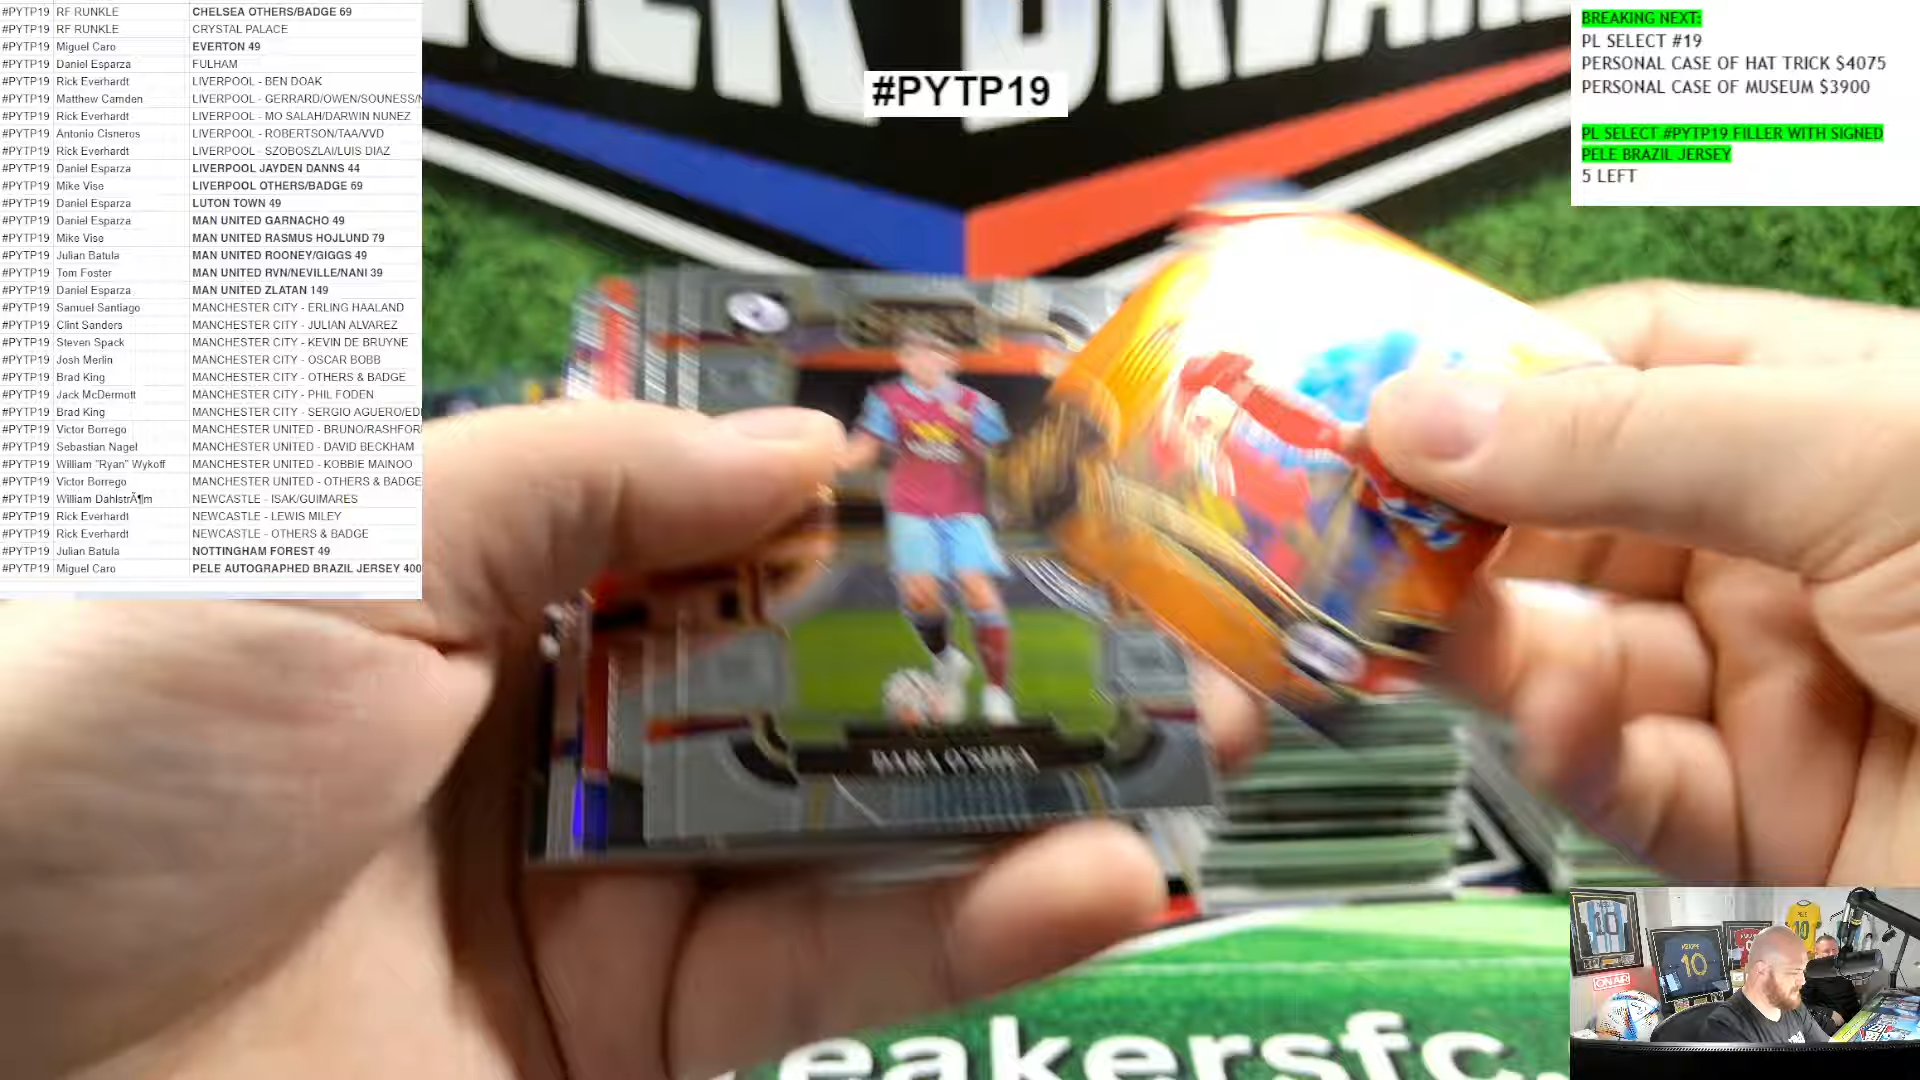 #PYTP19 RF RUNKLE CHELSEA OTHERS/BADGE 69
#PYTP19 RF RUNKLE CRYSTAL PALACE
#PYTP19 Miguel Caro EVERTON 49
#PYTP19 Daniel Esparza FULHAM
#PYTP19 Rick Everhardt LIVERPOOL - BEN DOAK
#PYTP19 Matthew Camden LIVERPOOL - GERRARD/OWEN/SOUNESS/
#PYTP19 Rick Everhardt LIVERPOOL - MO SALAH/DARWIN NUNEZ
#PYTP19 Antonio Cisneros LIVERPOOL - ROBERTSON/TAA/VVD
#PYTP19 Rick Everhardt LIVERPOOL - SZOBOSZLAI/LUIS DIAZ
#PYTP19 Daniel Esparza LIVERPOOL JAYDEN DANNS 44
#PYTP19 Mike Vise LIVERPOOL OTHERS/BADGE 69
#PYTP19 Daniel Esparza LUTON TOWN 49
#PYTP19 Daniel Esparza MAN UNITED GARNACHO 49
#PYTP19 Mike Vise MAN UNITED RASMUS HOJLUND 79
#PYTP19 Julian Batula MAN UNITED ROONEY/GIGGS 49
#PYTP19 Tom Foster MAN UNITED RVN/NEVILLE/NANI 39
#PYTP19 Daniel Esparza MAN UNITED ZLATAN 149
#PYTP19 Samuel Santiago MANCHESTER CITY - ERLING HAALAND
#PYTP19 Clint Sanders MANCHESTER CITY - JULIAN ALVAREZ
#PYTP19 Steven Spack MANCHESTER CITY - KEVIN DE BRUYNE
#PYTP19 Josh Merlin MANCHESTER CITY - OSCAR BOBB
#PYTP19 Brad King MANCHESTER CITY - OTHERS & BADGE
#PYTP19 Jack McDermott MANCHESTER CITY - PHIL FODEN
#PYTP19 Brad King MANCHESTER CITY - SERGIO AGUERO/ED
#PYTP19 Victor Borrego MANCHESTER UNITED - BRUNO/RASHFOR
#PYTP19 Sebastian Nagel MANCHESTER UNITED - DAVID BECKHAM
#PYTP19 William "Ryan" Wykoff MANCHESTER UNITED - KOBBIE MAINOO
#PYTP19 Victor Borrego MANCHESTER UNITED - OTHERS & BADGE
#PYTP19 William DahlstrÃ¶m NEWCASTLE - ISAK/GUIMARES
#PYTP19 Rick Everhardt NEWCASTLE - LEWIS MILEY
#PYTP19 Rick Everhardt NEWCASTLE - OTHERS & BADGE
#PYTP19 Julian Batula NOTTINGHAM FOREST 49
#PYTP19 Miguel Caro PELE AUTOGRAPHED BRAZIL JERSEY 400
#PYTP19
BREAKING NEXT:
PL SELECT #19
PERSONAL CASE OF HAT TRICK $4075
PERSONAL CASE OF MUSEUM $3900
PL SELECT #PYTP19 FILLER WITH SIGNED
PELE BRAZIL JERSEY
5 LEFT
DARA O'SHEA
eakersfc.
10
10
ON AIR